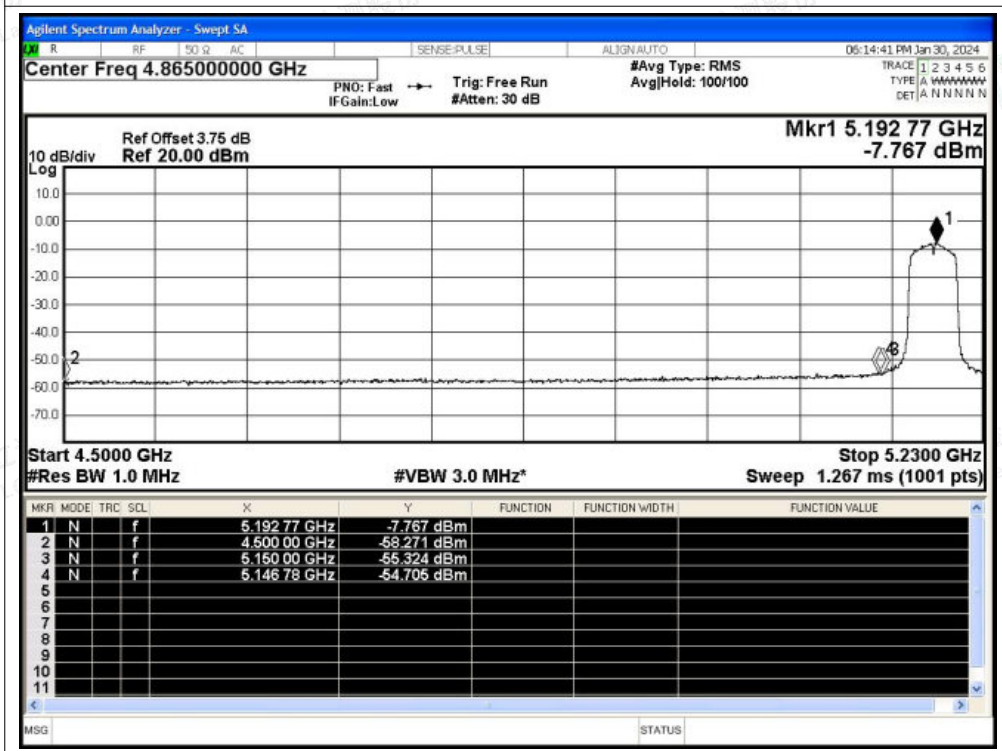 Agilent Spectrum Analyzer - Swept SA
LXI R RF 50 Ω AC SENSE:PULSE ALIGN AUTO 06:14:41 PM Jan 30, 2024
Center Freq 4.865000000 GHz #Avg Type: RMS TRACE 1 2 3 4 5 6
PNO: Fast Trig: Free Run Avg|Hold: 100/100 TYPE A WWWWW
IFGain:Low #Atten: 30 dB DET A N N N N N
Mkr1 5.192 77 GHz
Ref Offset 3.75 dB
10 dB/div Ref 20.00 dBm -7.767 dBm
Log
10.0
0.00
1
-10.0
-20.0
-30.0
-40.0
-50.0 2 4 3
-60.0
-70.0
Start 4.5000 GHz Stop 5.2300 GHz
#Res BW 1.0 MHz #VBW 3.0 MHz* Sweep 1.267 ms (1001 pts)
MKR MODE TRC SCL X Y FUNCTION FUNCTION WIDTH FUNCTION VALUE
1 N f 5.192 77 GHz -7.767 dBm
2 N f 4.500 00 GHz -58.271 dBm
3 N f 5.150 00 GHz -55.324 dBm
4 N f 5.146 78 GHz -54.705 dBm
5
6
7
8
9
10
11
MSG STATUS